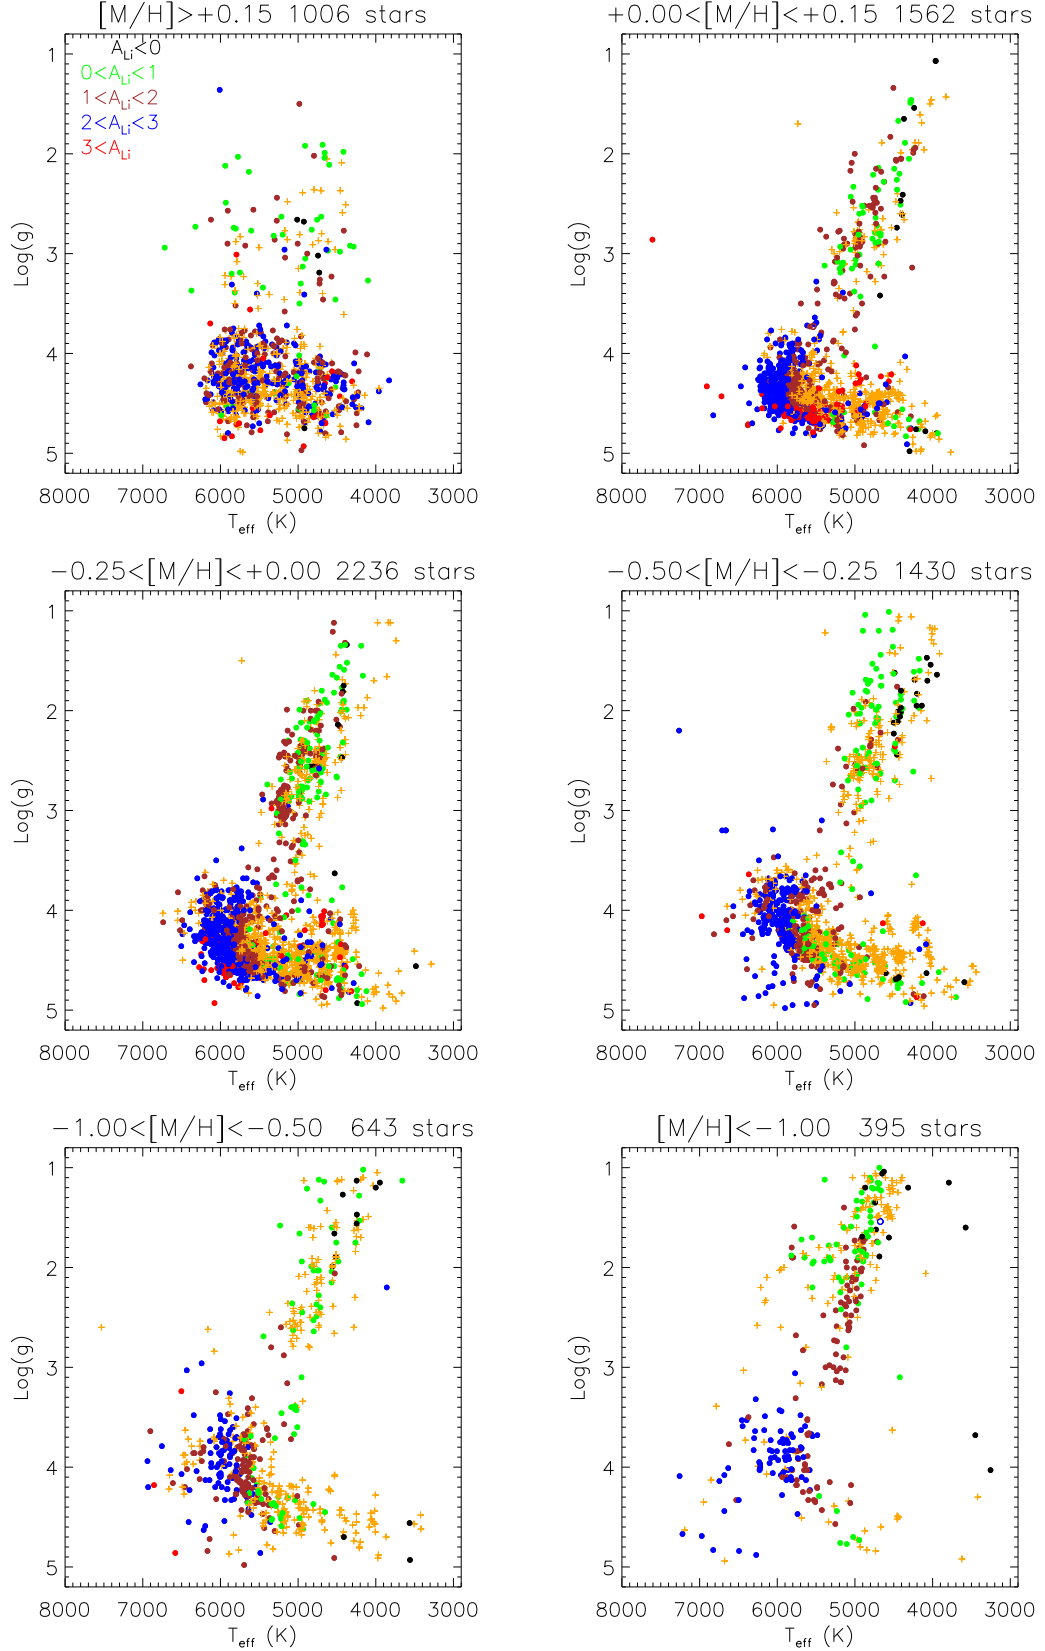 [M/H]>+0.15 1006 stars
A_Li<0
0<A_Li<1
1<A_Li<2
2<A_Li<3
3<A_Li
1
2
3
4
5
Log(g)
8000 7000 6000 5000 4000 3000
T_eff (K)
+0.00<[M/H]<+0.15 1562 stars
1
2
3
4
5
Log(g)
8000 7000 6000 5000 4000 3000
T_eff (K)
−0.25<[M/H]<+0.00 2236 stars
1
2
3
4
5
Log(g)
8000 7000 6000 5000 4000 3000
T_eff (K)
−0.50<[M/H]<−0.25 1430 stars
1
2
3
4
5
Log(g)
8000 7000 6000 5000 4000 3000
T_eff (K)
−1.00<[M/H]<−0.50 643 stars
1
2
3
4
5
Log(g)
8000 7000 6000 5000 4000 3000
T_eff (K)
[M/H]<−1.00 395 stars
1
2
3
4
5
Log(g)
8000 7000 6000 5000 4000 3000
T_eff (K)